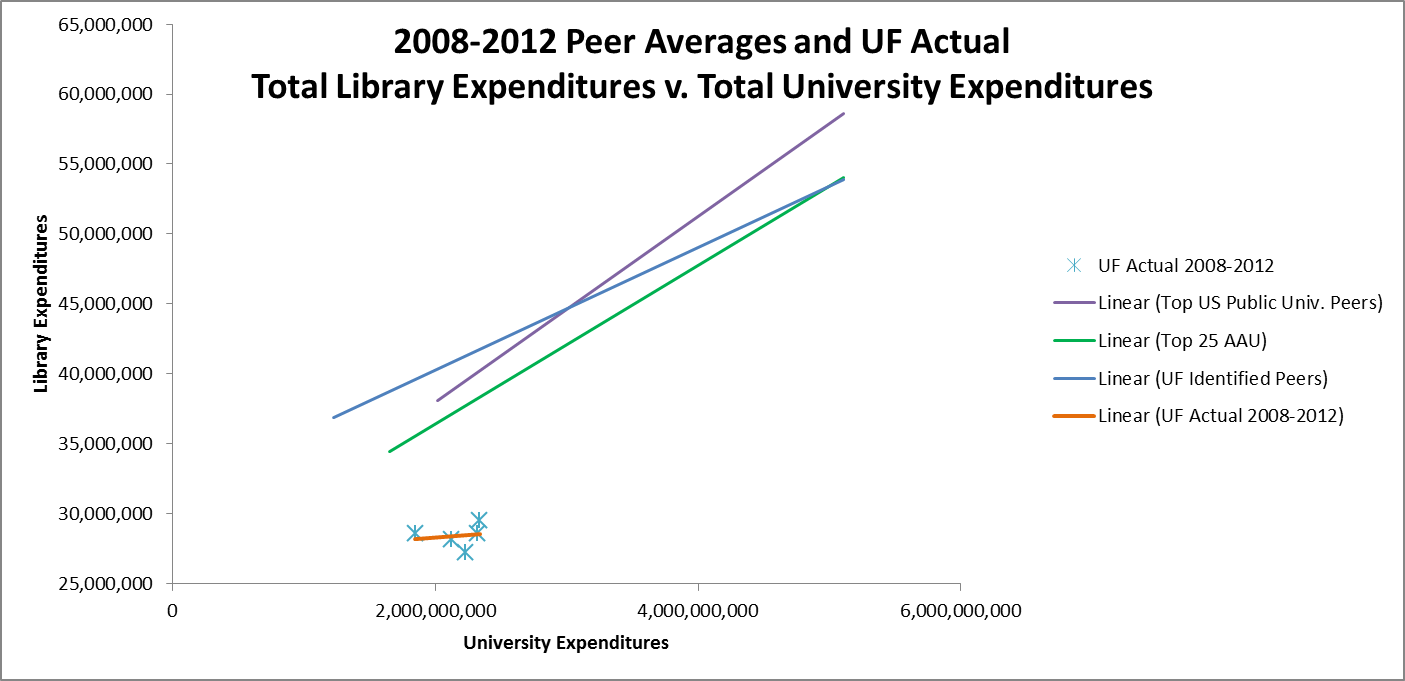 2008-2012 Peer Averages and UF Actual
Total Library Expenditures v. Total University Expenditures
65,000,000
60,000,000
55,000,000
50,000,000
45,000,000
40,000,000
35,000,000
30,000,000
25,000,000
Library Expenditures
0
2,000,000,000
4,000,000,000
6,000,000,000
University Expenditures
UF Actual 2008-2012
Linear (Top US Public Univ. Peers)
Linear (Top 25 AAU)
Linear (UF Identified Peers)
Linear (UF Actual 2008-2012)